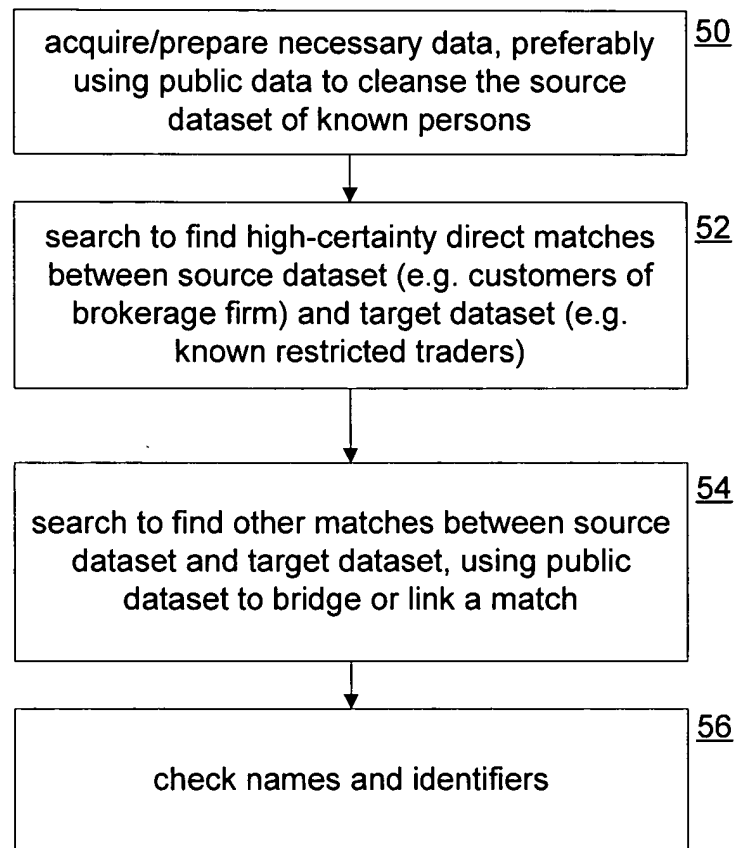 acquire/prepare necessary data, preferably
using public data to cleanse the source
dataset of known persons
50
search to find high-certainty direct matches
between source dataset (e.g. customers of
brokerage firm) and target dataset (e.g.
known restricted traders)
52
search to find other matches between source
dataset and target dataset, using public
dataset to bridge or link a match
54
check names and identifiers
56